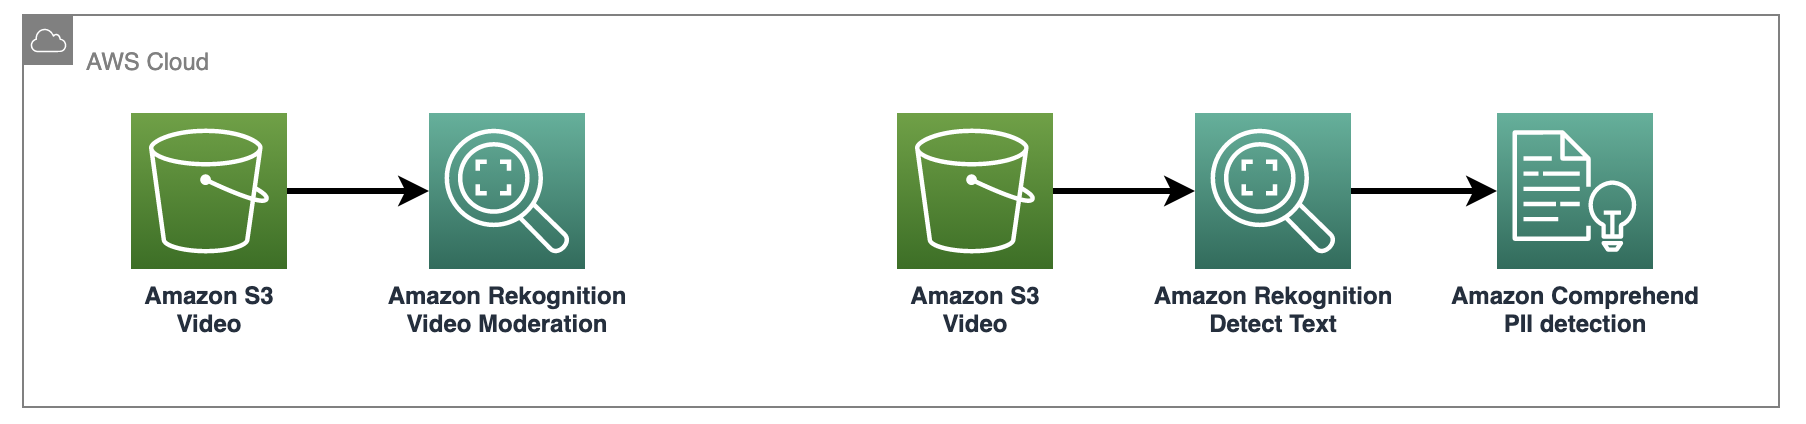 AWS Cloud
Amazon S3
Video
Amazon Rekognition
Video Moderation
Amazon S3
Video
Amazon Rekognition
Detect Text
Amazon Comprehend
PII detection